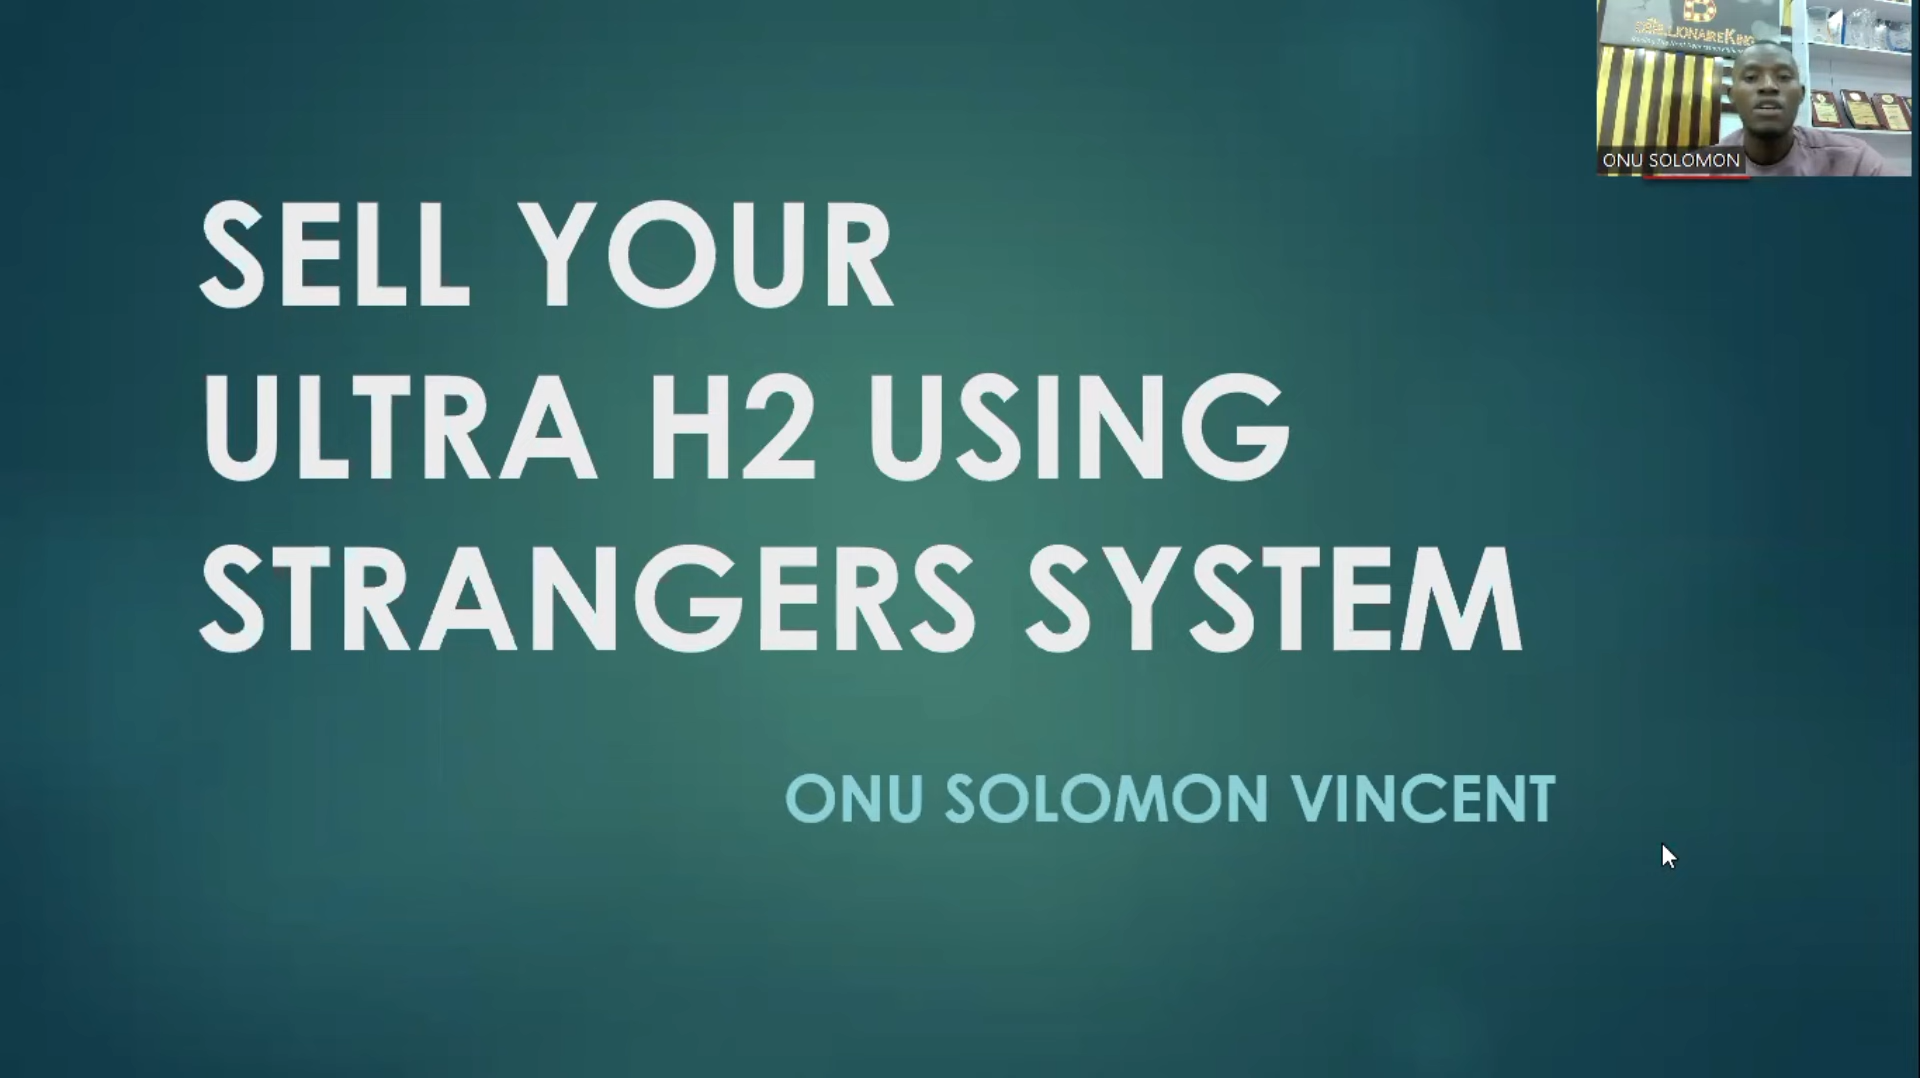 SELL YOUR
ULTRA H2 USING
STRANGERS SYSTEM
ONU SOLOMON VINCENT
ONU SOLOMON